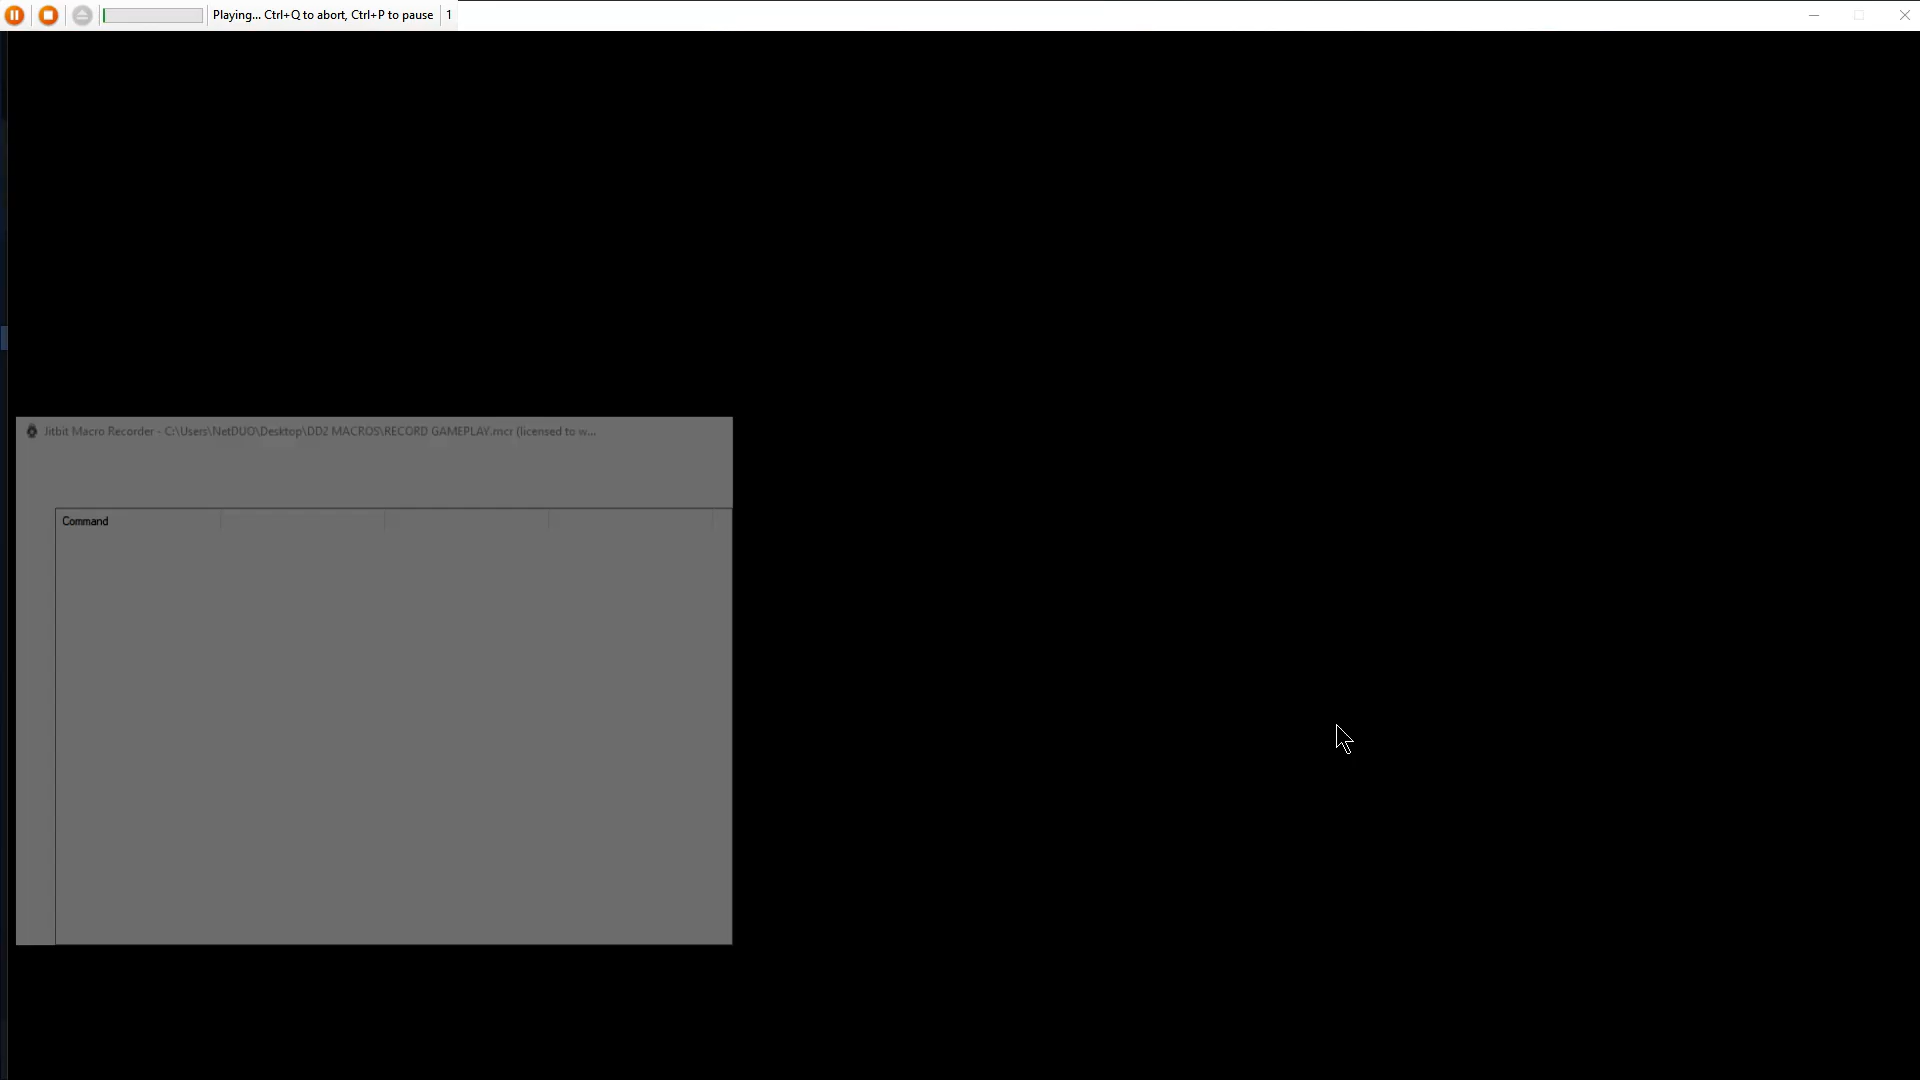 Playing... Ctrl+Q to abort, Ctrl+P to pause 1
Jitbit Macro Recorder - C:\Users\NetDUO\Desktop\DD2 MACROS\RECORD GAMEPLAY.mcr (licensed to w...
Command